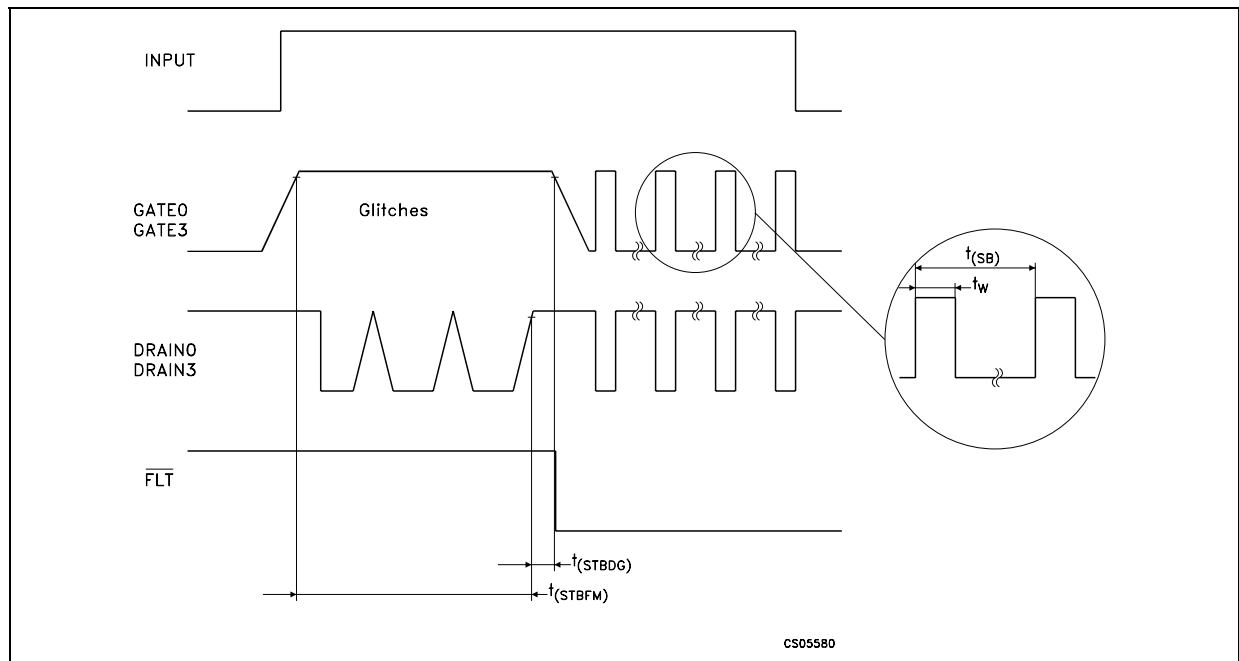 INPUT
GATE0
GATE3
Glitches
t(SB)
tW
DRAIN0
DRAIN3
FLT
t(STBDG)
t(STBFM)
CS05580